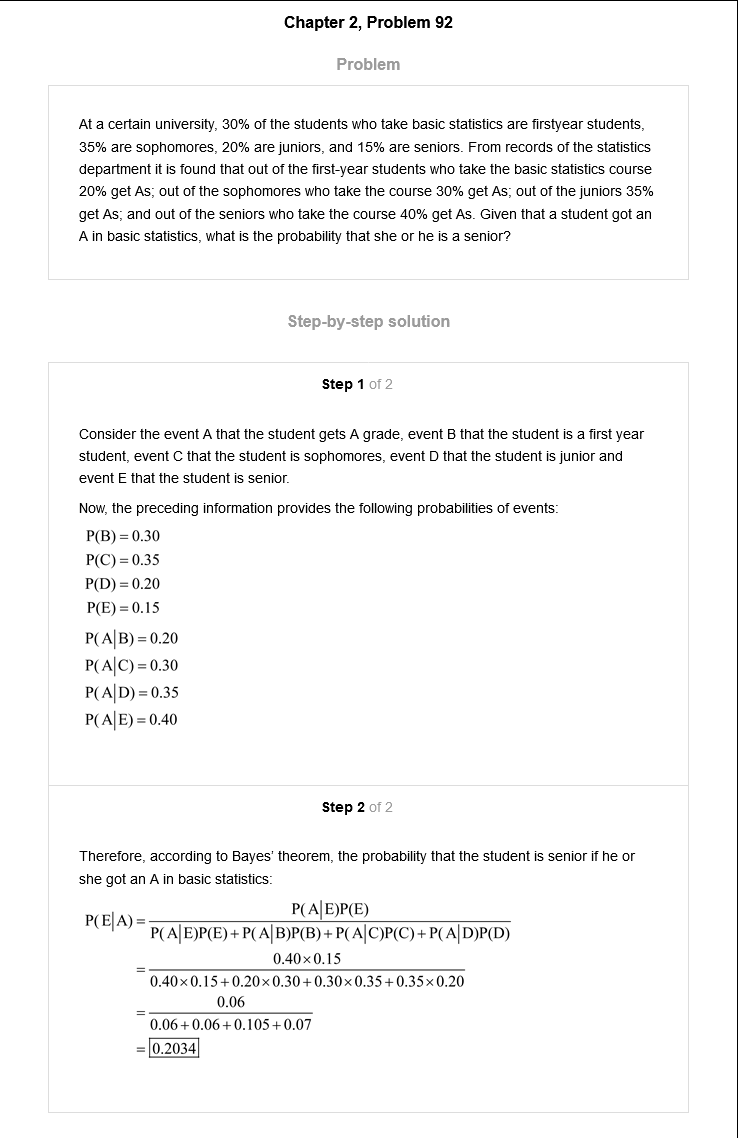 Chapter 2, Problem 92
Problem
At a certain university, 30% of the students who take basic statistics are firstyear students,
35% are sophomores, 20% are juniors, and 15% are seniors. From records of the statistics
department it is found that out of the first-year students who take the basic statistics course
20% get As; out of the sophomores who take the course 30% get As; out of the juniors 35%
get As; and out of the seniors who take the course 40% get As. Given that a student got an
A in basic statistics, what is the probability that she or he is a senior?
Step-by-step solution
Step 1 of 2
Consider the event A that the student gets A grade, event B that the student is a first year
student, event C that the student is sophomores, event D that the student is junior and
event E that the student is senior.
Now, the preceding information provides the following probabilities of events:
P(B) = 0.30
P(C) = 0.35
P(D) = 0.20
P(E) = 0.15
P(A|B) = 0.20
P(A|C) = 0.30
P(A|D) = 0.35
P(A|E) = 0.40
Step 2 of 2
Therefore, according to Bayes' theorem, the probability that the student is senior if he or
she got an A in basic statistics:
P(E|A) =
P(A|E)P(E)
P(A|E)P(E) + P(A|B)P(B) + P(A|C)P(C) + P(A|D)P(D)
=
0.40×0.15
0.40×0.15 + 0.20×0.30 + 0.30×0.35 + 0.35×0.20
=
0.06
0.06 + 0.06 + 0.105 + 0.07
= 0.2034